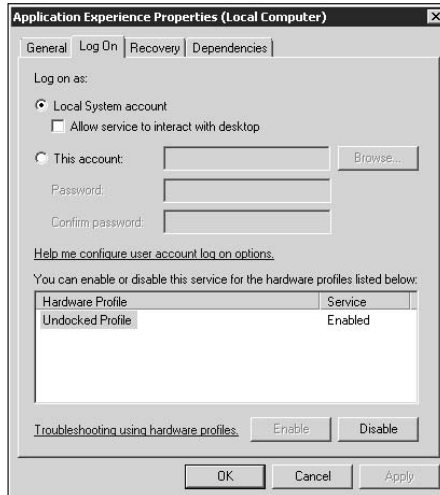 Application Experience Properties (Local Computer)
General Log On Recovery Dependencies
Log on as:
Local System account
Allow service to interact with desktop
This account:
Browse...
Password:
Confirm password:
Help me configure user account log on options.
You can enable or disable this service for the hardware profiles listed below:
Hardware Profile Service
Undocked Profile Enabled
Troubleshooting using hardware profiles. Enable Disable
OK Cancel Apply